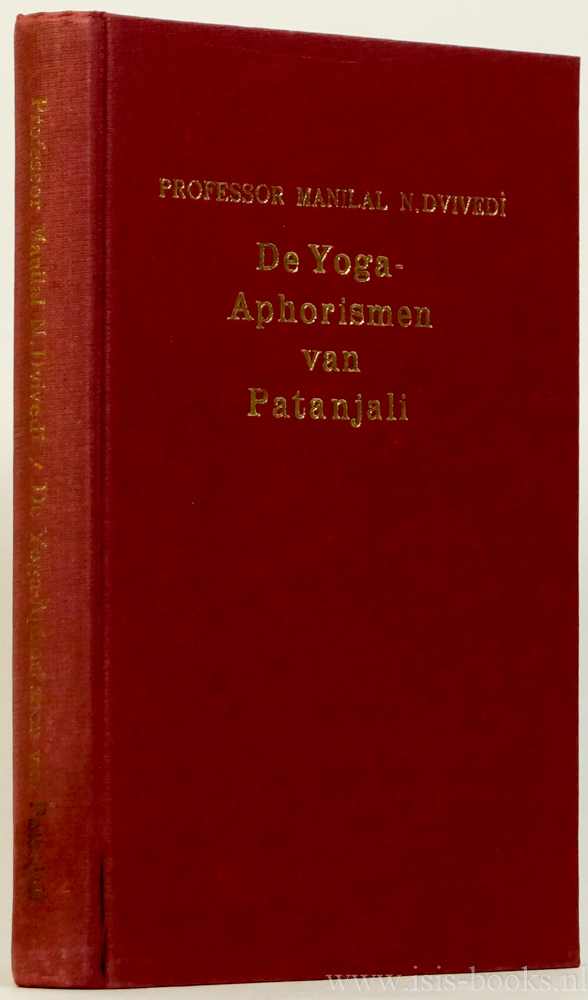 PROFESSOR MANILAL N. DVIVEDİ
De Yoga-
Aphorismen
van
Patanjali
Professor Manilal N. Dvivedi / De Yoga-Aphorismen van Patanjali
www.isis-books.nl